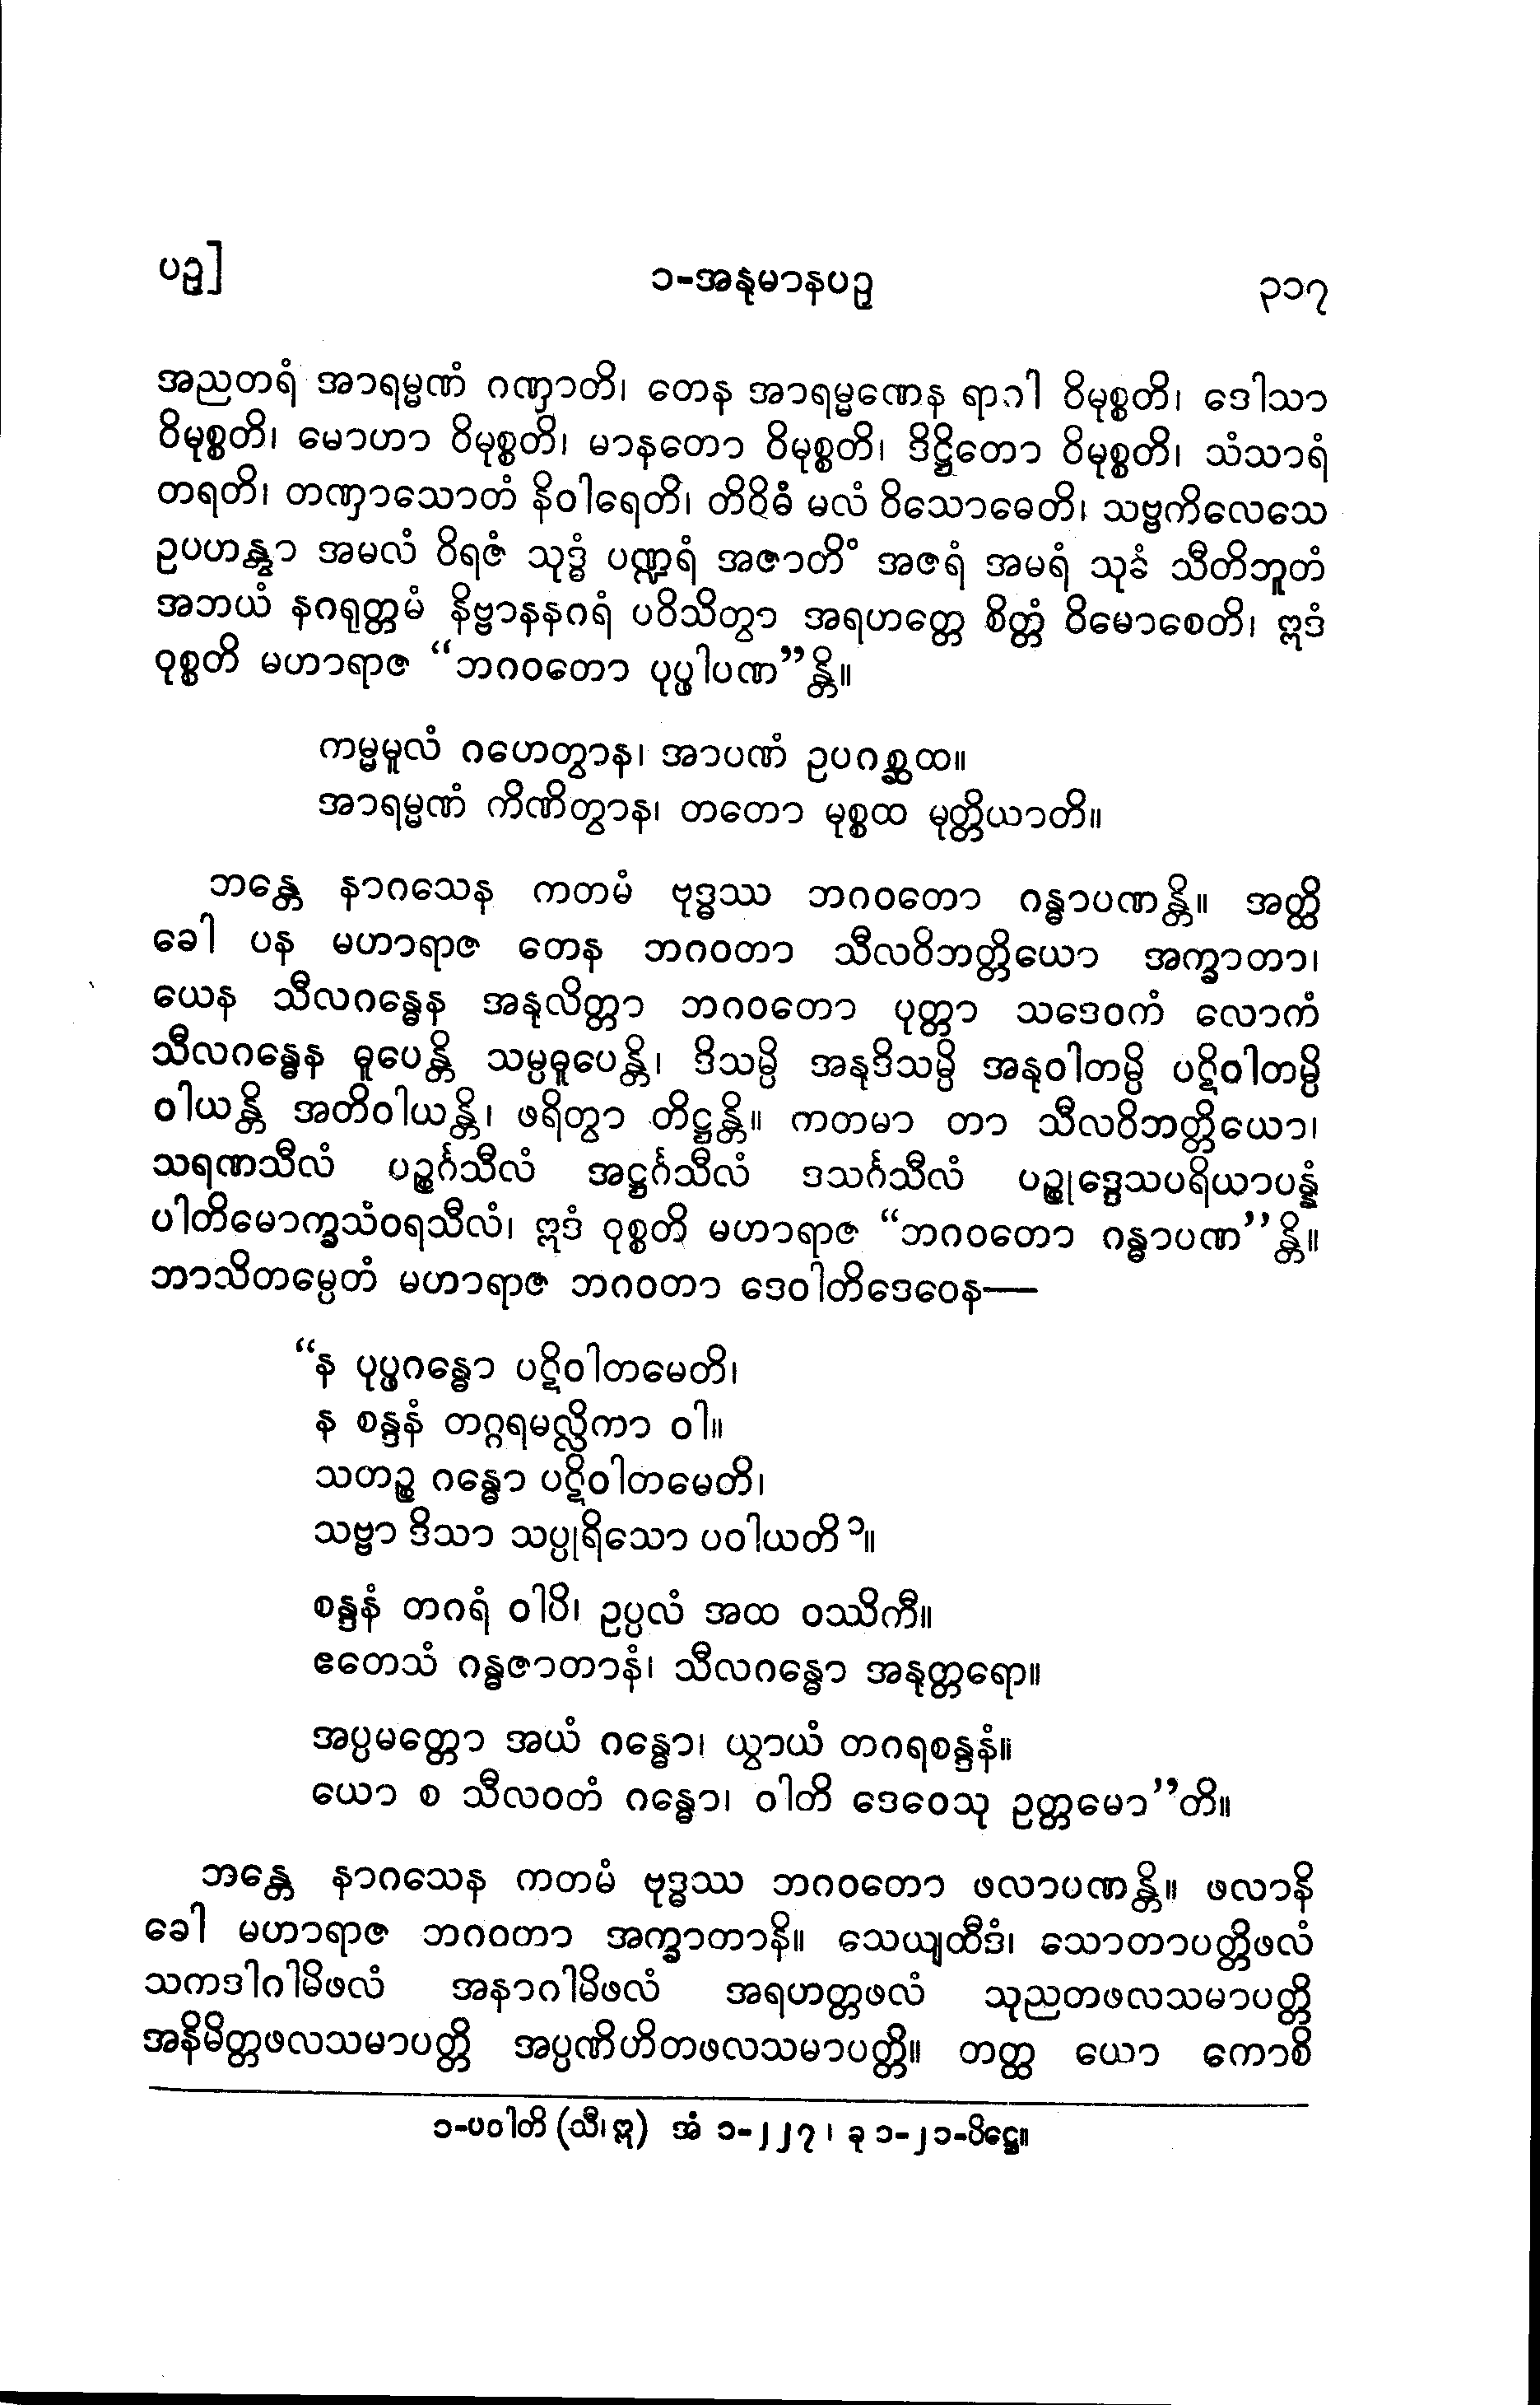 ပဉှ]
၁-အနုမာနပဉှ
၃၁၇
အညတရံ အာရမ္မဏံ ဂဏှာတိ၊ တေန အာရမ္မဏေန ရာဂါ ဝိမုစ္စတိ၊ ဒေါသာ
ဝိမုစ္စတိ၊ မောဟာ ဝိမုစ္စတိ၊ မာနတော ဝိမုစ္စတိ၊ ဒိဋ္ဌိတော ဝိမုစ္စတိ၊ သံသာရံ
တရတိ၊ တဏှာသောတံ နိဝါရေတိ၊ တိဝိဓံ မလံ ဝိသောဓေတိ၊ သဗ္ဗကိလေသေ
ဥပဟန္တွာ အမလံ ဝိရဇံ သုဒ္ဓံ ပဏ္ဍရံ အဇာတိံ အဇရံ အမရံ သုခံ သီတိဘူတံ
အဘယံ နဂရုတ္တမံ နိဗ္ဗာနနဂရံ ပဝိသိတွာ အရဟတ္တေ စိတ္တံ ဝိမောစေတိ၊ ဣဒံ
ဝုစ္စတိ မဟာရာဇ “ဘဂဝတော ပုပ္ဖါပဏ”န္တိ။
ကမ္မမူလံ ဂဟေတွာန၊ အာပဏံ ဥပဂစ္ဆထ။
အာရမ္မဏံ ကိဏိတွာန၊ တတော မုစ္စထ မုတ္တိယာတိ။
ဘန္တေ နာဂသေန ကတမံ ဗုဒ္ဓဿ ဘဂဝတော ဂန္ဓာပဏန္တိ။ အတ္ထိ
ခေါ ပန မဟာရာဇ တေန ဘဂဝတာ သီလဝိဘတ္တိယော အက္ခာတာ၊
ယေန သီလဂန္ဓေန အနုလိတ္တာ ဘဂဝတော ပုတ္တာ သဒေဝကံ လောကံ
သီလဂန္ဓေန ဓူပေန္တိ သမ္ပဓူပေန္တိ၊ ဒိသမ္ပိ အနုဒိသမ္ပိ အနုဝါတမ္ပိ ပဋိဝါတမ္ပိ
ဝါယန္တိ အတိဝါယန္တိ၊ ဖရိတွာ တိဋ္ဌန္တိ။ ကတမာ တာ သီလဝိဘတ္တိယော၊
သရဏသီလံ ပဉ္စင်္ဂသီလံ အဋ္ဌင်္ဂသီလံ ဒသင်္ဂသီလံ ပဉ္စုဒ္ဒေသပရိယာပန္နံ
ပါတိမောက္ခသံဝရသီလံ၊ ဣဒံ ဝုစ္စတိ မဟာရာဇ “ဘဂဝတော ဂန္ဓာပဏ”န္တိ။
ဘာသိတမ္ပေတံ မဟာရာဇ ဘဂဝတာ ဒေဝါတိဒေဝေန—
“န ပုပ္ဖဂန္ဓော ပဋိဝါတမေတိ၊
န စန္ဒနံ တဂ္ဂရမလ္လိကာ ဝါ။
သတဉ္စ ဂန္ဓော ပဋိဝါတမေတိ၊
သဗ္ဗာ ဒိသာ သပ္ပုရိသော ပဝါယတိ ၁။
စန္ဒနံ တဂရံ ဝါပိ၊ ဥပ္ပလံ အထ ဝဿိကီ။
ဧတေသံ ဂန္ဓဇာတာနံ၊ သီလဂန္ဓော အနုတ္တရော။
အပ္ပမတ္တော အယံ ဂန္ဓော၊ ယွာယံ တဂရစန္ဒနံ။
ယော စ သီလဝတံ ဂန္ဓော၊ ဝါတိ ဒေဝေသု ဥတ္တမော”တိ။
ဘန္တေ နာဂသေန ကတမံ ဗုဒ္ဓဿ ဘဂဝတော ဖလာပဏန္တိ။ ဖလာနိ
ခေါ မဟာရာဇ ဘဂဝတာ အက္ခာတာနိ။ သေယျထိဒံ၊ သောတာပတ္တိဖလံ
သကဒါဂါမိဖလံ အနာဂါမိဖလံ အရဟတ္တဖလံ သုညတဖလသမာပတ္တိ
အနိမိတ္တဖလသမာပတ္တိ အပ္ပဏိဟိတဖလသမာပတ္တိ။ တတ္ထ ယော ကောစိ
၁-ပဝါတိ (သီ၊ ဣ) အံ ၁-၂၂၇၊ ခု ၁-၂၁-ပိဋ္ဌေ။